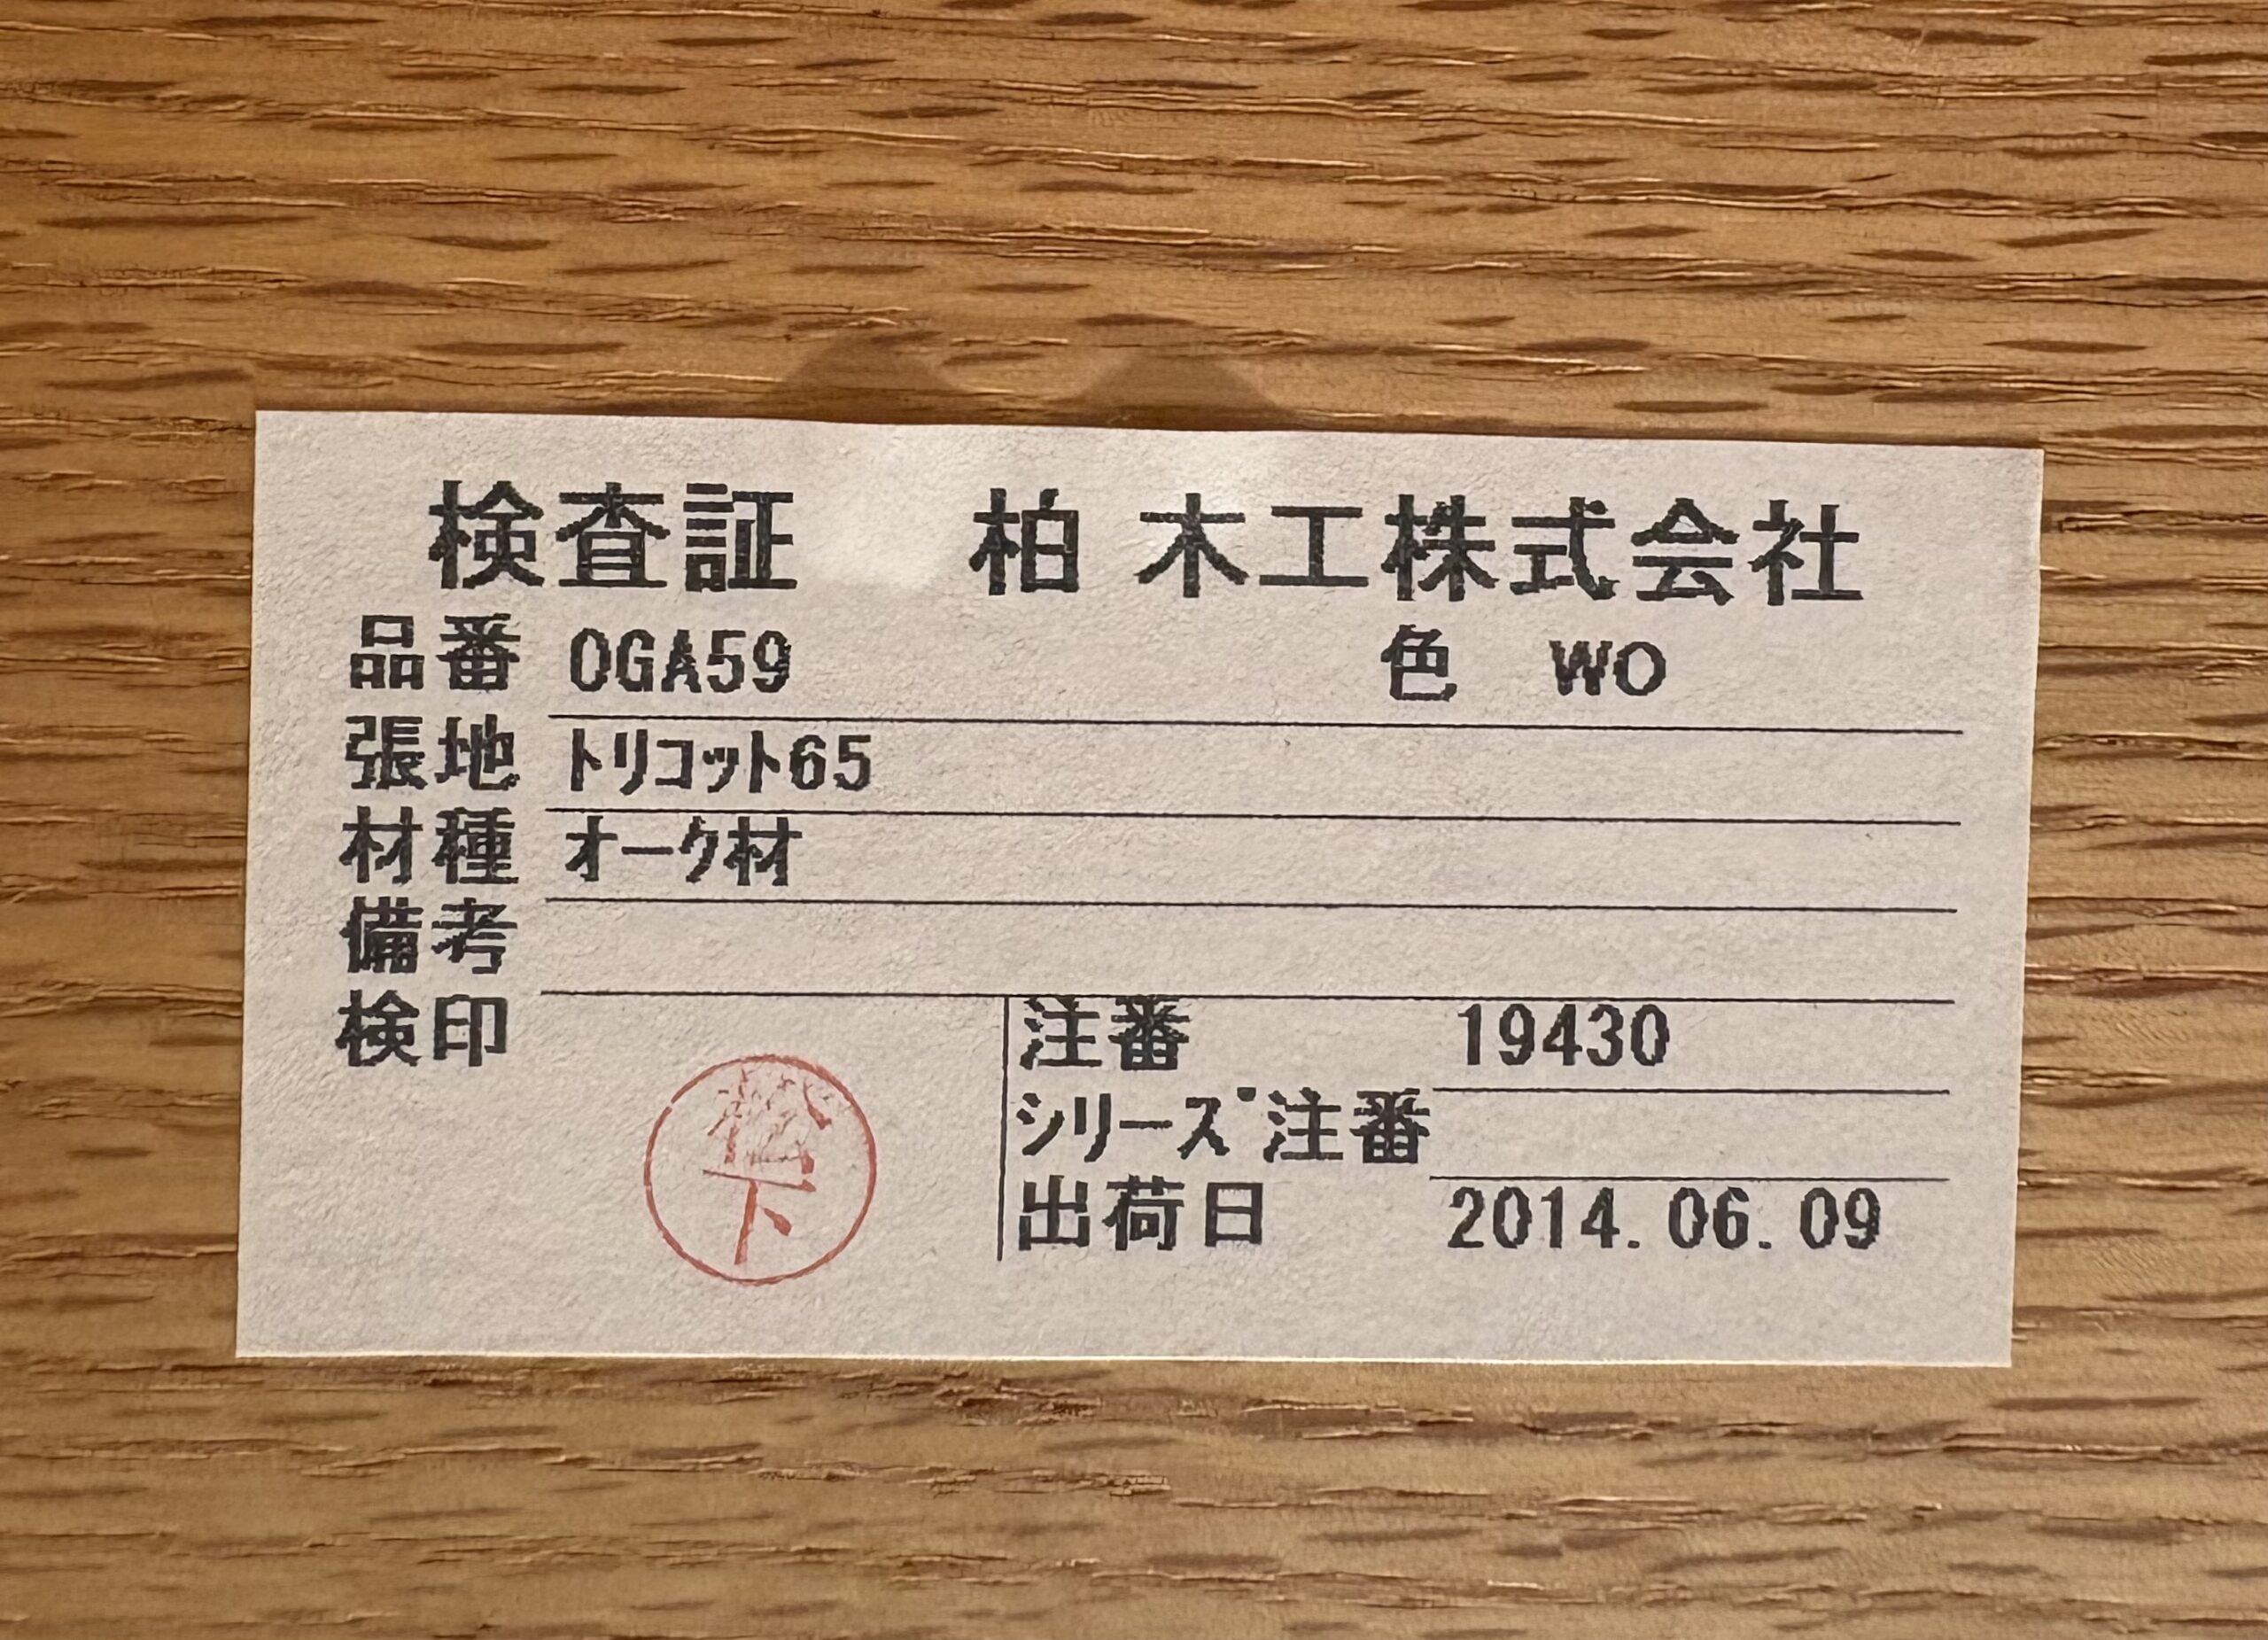 検査証 柏 木工株式会社
品番 OGA59 色 WO
張地 ﾄﾘｺｯﾄ65
材種 ｵｰｸ材
備考
検印
注番 19430
ｼﾘｰｽﾞ注番
出荷日 2014.06.09
下